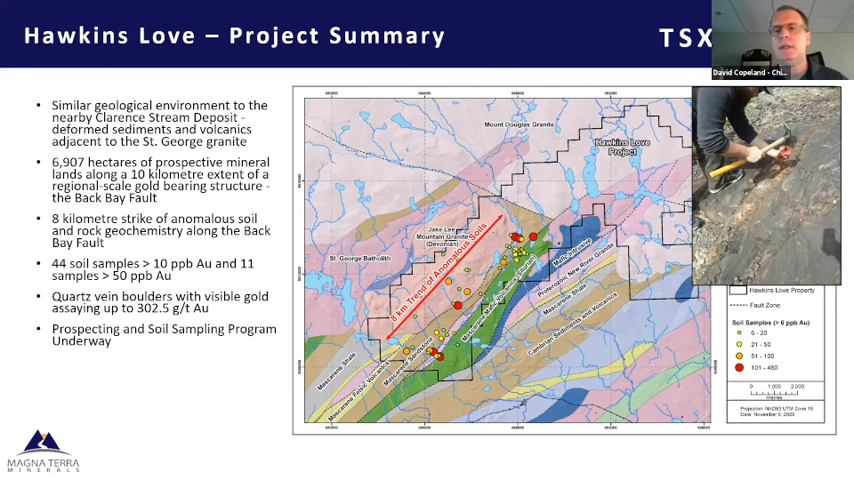 Hawkins Love – Project Summary
TSX
David Copeland - Chi...
• Similar geological environment to the
nearby Clarence Stream Deposit -
deformed sediments and volcanics
adjacent to the St. George granite
• 6,907 hectares of prospective mineral
lands along a 10 kilometre extent of a
regional-scale gold bearing structure -
the Back Bay Fault
• 8 kilometre strike of anomalous soil
and rock geochemistry along the
Back Bay Fault
• 44 soil samples > 10 ppb Au and 11
samples > 50 ppb Au
• Quartz vein boulders with visible gold
assaying up to 302.5 g/t Au
• Prospecting and Soil Sampling Program
Underway
Mount Douglas Granite
Hawkins Love
Project
Jake Lee
Mountain Granite
(Devonian)
St. George Batholith
8 km Trend of Anomalous Soils
Mafic Intrusive
Proterozoic New River Granite
Mascarene Shale
Cambrian Sediments and Volcanics
Mascarene Sandstone
Mascarene Felsic Volcanics
Mascarene Shale
Hawkins Love Property
Fault Zone
Soil Samples (> 6 ppb Au)
6 - 20
21 - 50
51 - 100
101 - 460
0 1,000 2,000
metres
Projection: NAD83 UTM Zone 19
MAGNA TERRA
MINERALS